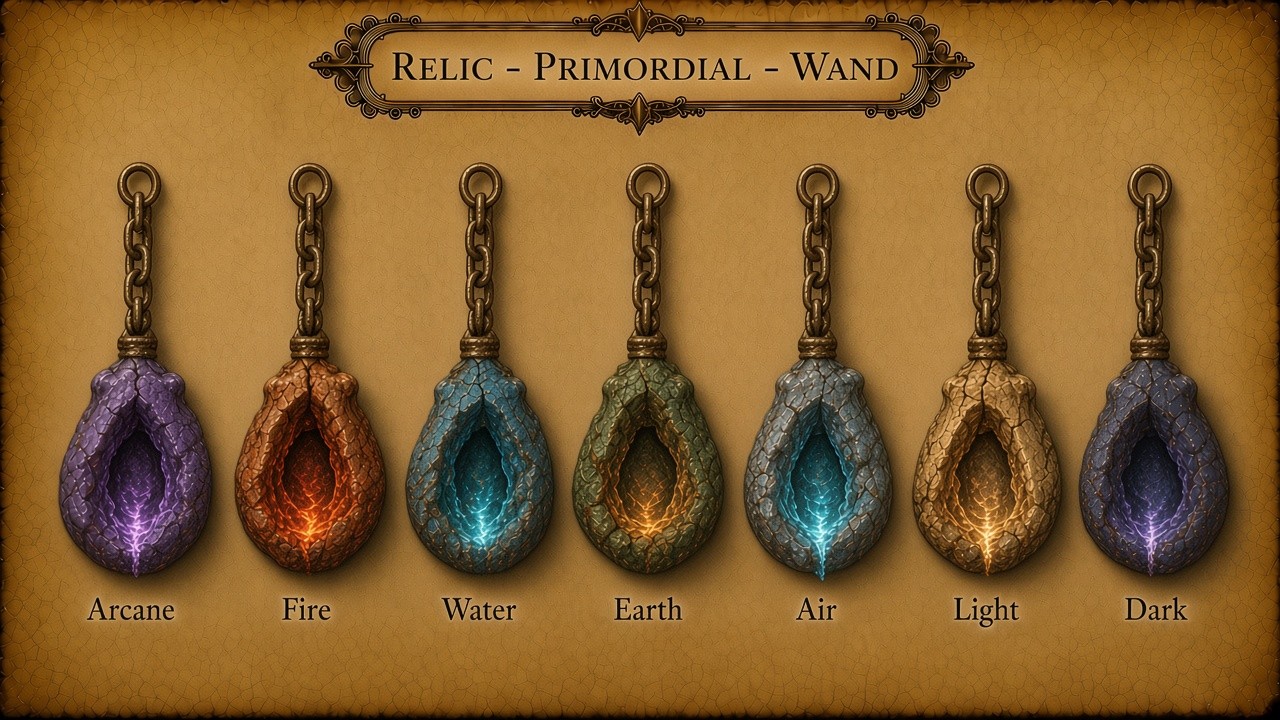 Relic - Primordial - Wand
Arcane
Fire
Water
Earth
Air
Light
Dark